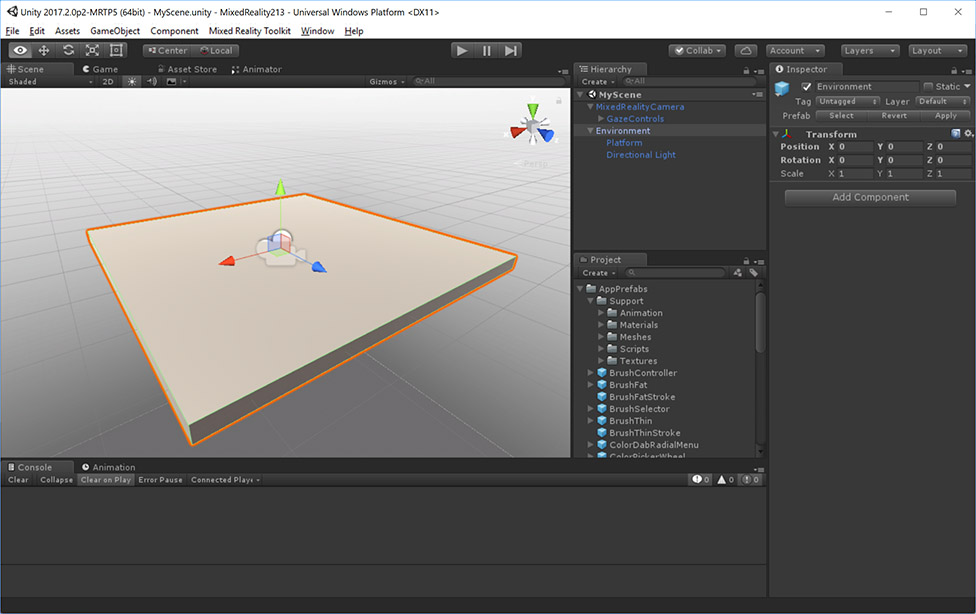 Unity 2017.2.0p2-MRTP5 (64bit) - MyScene.unity - MixedReality213 - Universal Windows Platform <DX11>
File Edit Assets GameObject Component Mixed Reality Toolkit Window Help
Center Local Collab Account Layers Layout
Scene Game Asset Store Animator
Shaded 2D Gizmos All
Hierarchy
Create All
MyScene
MixedRealityCamera
GazeControls
Environment
Platform
Directional Light
Inspector
Environment Static
Tag Untagged Layer Default
Prefab Select Revert Apply
Transform
Position X 0 Y 0 Z 0
Rotation X 0 Y 0 Z 0
Scale X 1 Y 1 Z 1
Add Component
Project
Create
AppPrefabs
Support
Animation
Materials
Meshes
Scripts
Textures
BrushController
BrushFat
BrushFatStroke
BrushSelector
BrushThin
BrushThinStroke
ColorDabRadialMenu
ColorPickerWheel
Console Animation
Clear Collapse Clear on Play Error Pause Connected Playe 0 0 0